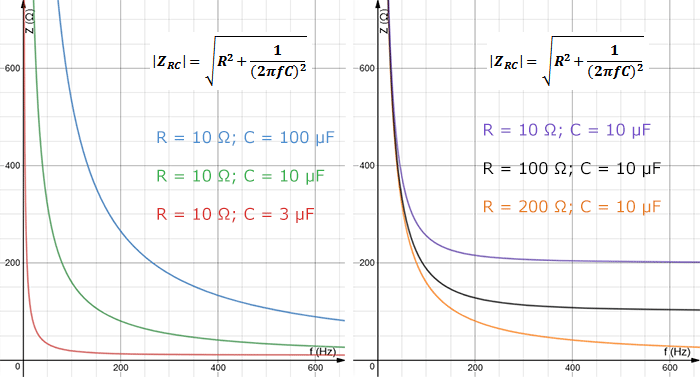 Z (Ω)
|Z_RC| = √(R² + 1/(2πfC)²)
600
R = 10 Ω; C = 100 μF
400
R = 10 Ω; C = 10 μF
R = 10 Ω; C = 3 μF
200
f (Hz)
0 200 400 600
Z (Ω)
|Z_RC| = √(R² + 1/(2πfC)²)
600
R = 10 Ω; C = 10 μF
400
R = 100 Ω; C = 10 μF
R = 200 Ω; C = 10 μF
200
f (Hz)
0 200 400 600